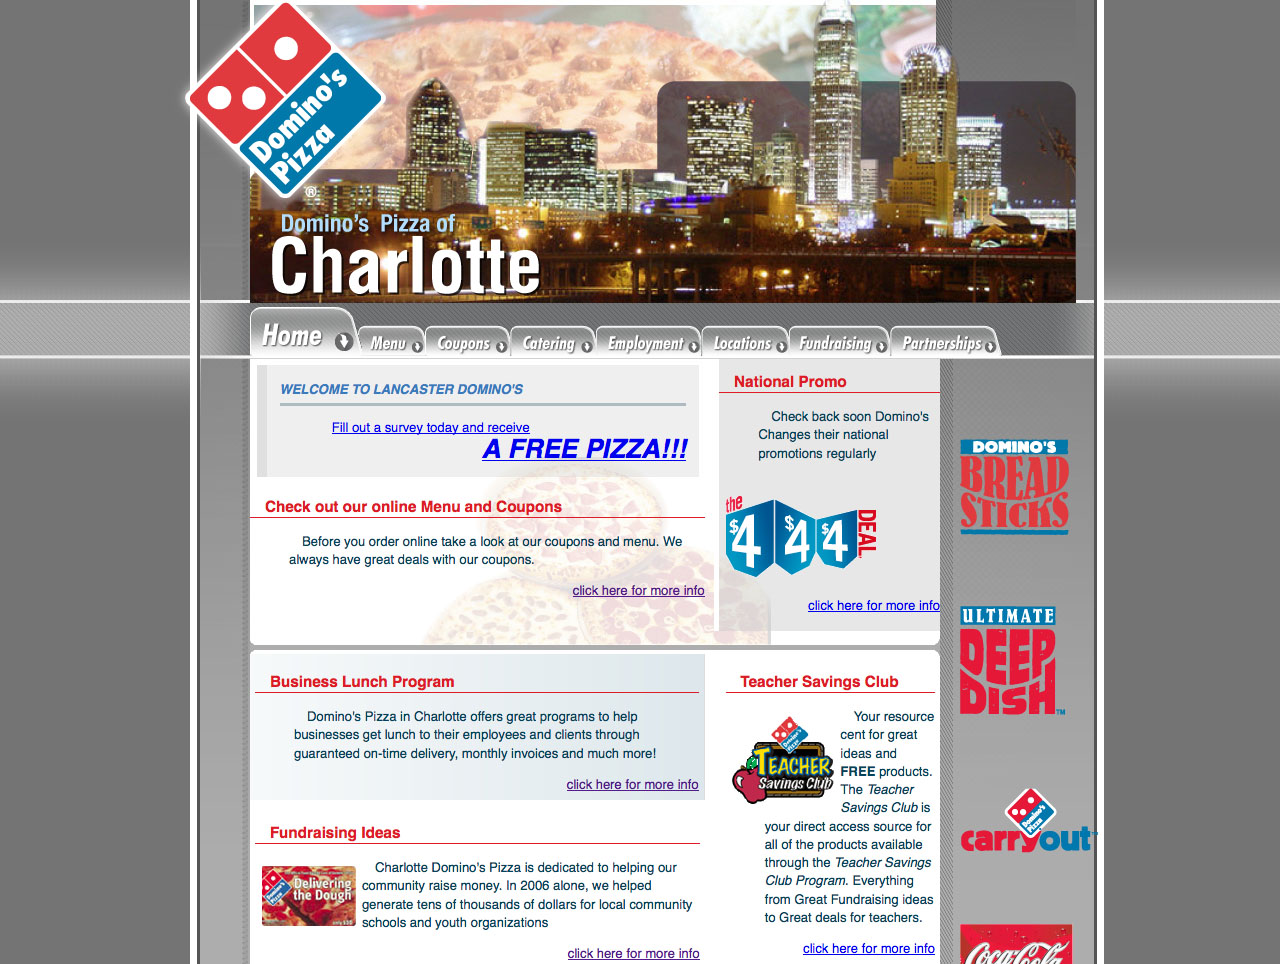 Domino's
Pizza
®
Domino's Pizza of
Charlotte
Home
Menu
Coupons
Catering
Employment
Locations
Fundraising
Partnerships
WELCOME TO LANCASTER DOMINO'S
Fill out a survey today and receive
A FREE PIZZA!!!
Check out our online Menu and Coupons
Before you order online take a look at our coupons and menu. We
always have great deals with our coupons.
click here for more info
National Promo
Check back soon Domino's
Changes their national
promotions regularly
the
$4 $4 $4
DEAL
click here for more info
Business Lunch Program
Domino's Pizza in Charlotte offers great programs to help
businesses get lunch to their employees and clients through
guaranteed on-time delivery, monthly invoices and much more!
click here for more info
Fundraising Ideas
Delivering
the Dough
Charlotte Domino's Pizza is dedicated to helping our
community raise money. In 2006 alone, we helped
generate tens of thousands of dollars for local community
schools and youth organizations
click here for more info
Teacher Savings Club
Domino's
Pizza
TEACHER
Savings Club
Your resource
cent for great
ideas and
FREE products.
The Teacher
Savings Club is
your direct access source for
all of the products available
through the Teacher Savings
Club Program. Everything
from Great Fundraising ideas
to Great deals for teachers.
click here for more info
DOMINO'S
BREAD
STICKS
ULTIMATE
DEEP
DISH™
Domino's
Pizza
carryout™
Coca-Cola